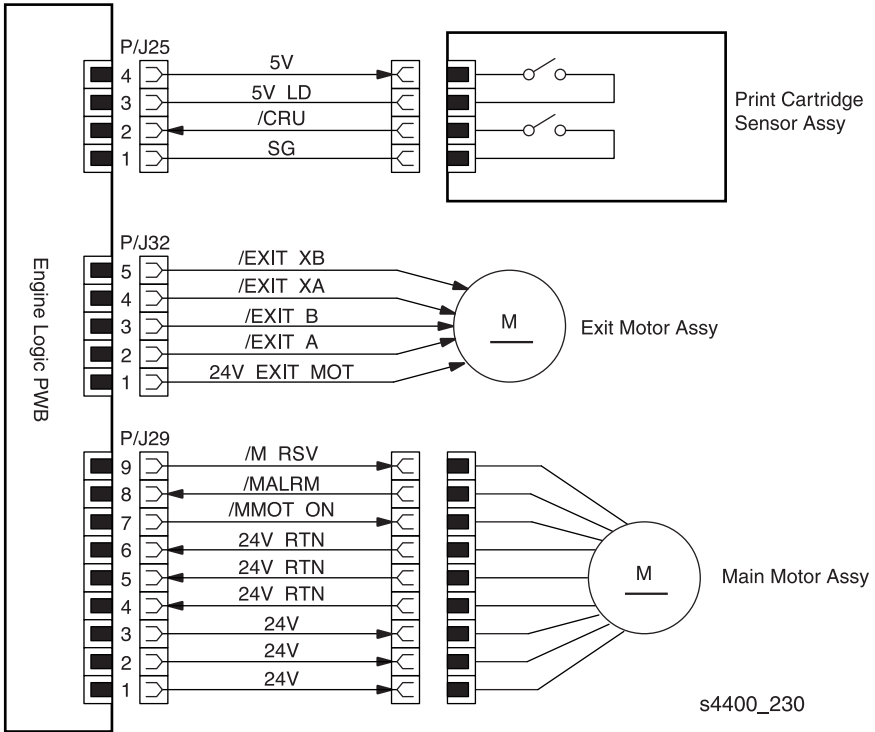 P/J25
4 5V
3 5V LD
2 /CRU
1 SG
Print Cartridge
Sensor Assy
Engine Logic PWB
P/J32
5 /EXIT XB
4 /EXIT XA
3 /EXIT B
2 /EXIT A
1 24V EXIT MOT
M
Exit Motor Assy
P/J29
9 /M RSV
8 /MALRM
7 /MMOT ON
6 24V RTN
5 24V RTN
4 24V RTN
3 24V
2 24V
1 24V
M
Main Motor Assy
s4400_230